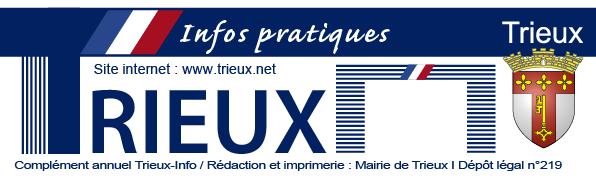 Infos pratiques
Trieux
Site internet : www.trieux.net
TRIEUX
Complément annuel Trieux-Info / Rédaction et imprimerie : Mairie de Trieux I Dépôt légal n°219